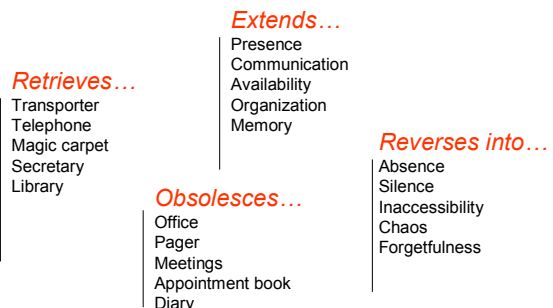 Extends…
Presence
Communication
Availability
Organization
Memory
Retrieves…
Transporter
Telephone
Magic carpet
Secretary
Library
Reverses into…
Absence
Silence
Inaccessibility
Chaos
Forgetfulness
Obsolesces…
Office
Pager
Meetings
Appointment book
Diary